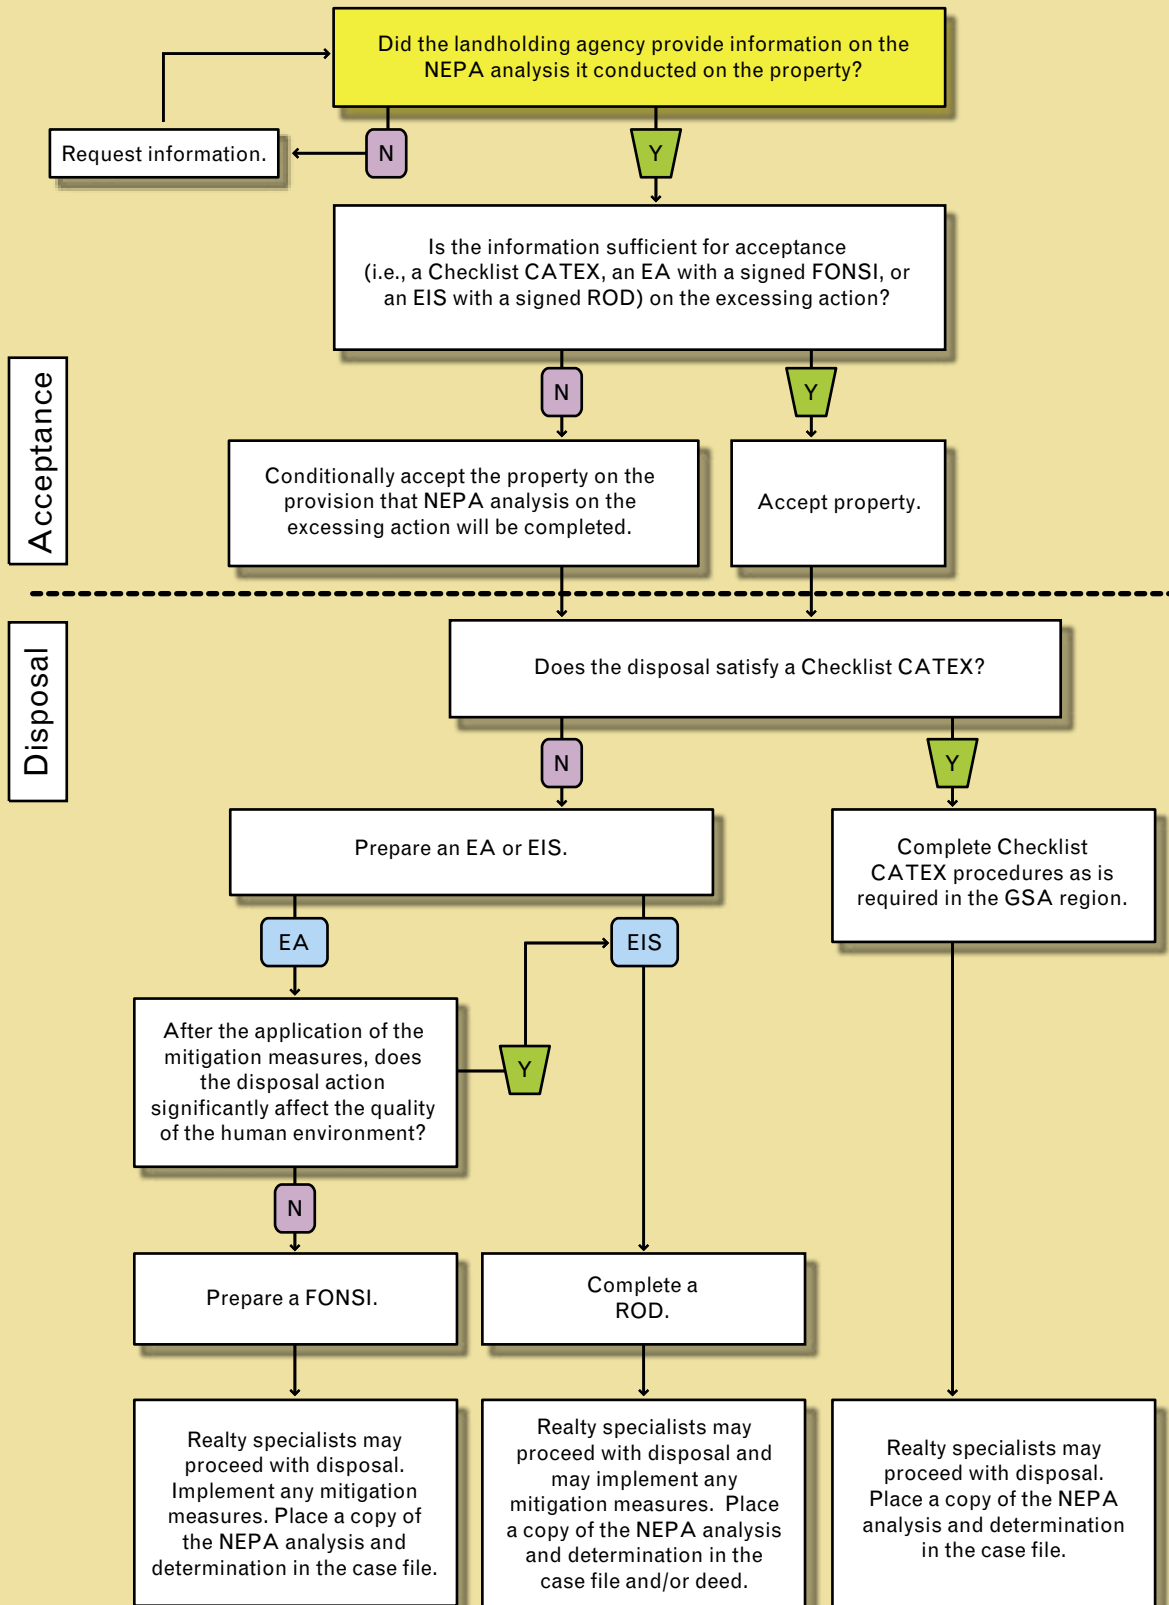 Did the landholding agency provide information on the
NEPA analysis it conducted on the property?
Request information.
N
Y
Is the information sufficient for acceptance
(i.e., a Checklist CATEX, an EA with a signed FONSI, or
an EIS with a signed ROD) on the excessing action?
Acceptance
N
Y
Conditionally accept the property on the
provision that NEPA analysis on the
excessing action will be completed.
Accept property.
Disposal
Does the disposal satisfy a Checklist CATEX?
N
Y
Prepare an EA or EIS.
Complete Checklist
CATEX procedures as is
required in the GSA region.
EA
EIS
After the application of the
mitigation measures, does
the disposal action
significantly affect the quality
of the human environment?
Y
N
Prepare a FONSI.
Complete a
ROD.
Realty specialists may
proceed with disposal.
Implement any mitigation
measures. Place a copy of
the NEPA analysis and
determination in the case file.
Realty specialists may
proceed with disposal and
may implement any
mitigation measures.  Place
a copy of the NEPA analysis
and determination in the
case file and/or deed.
Realty specialists may
proceed with disposal.
Place a copy of the NEPA
analysis and determination
in the case file.